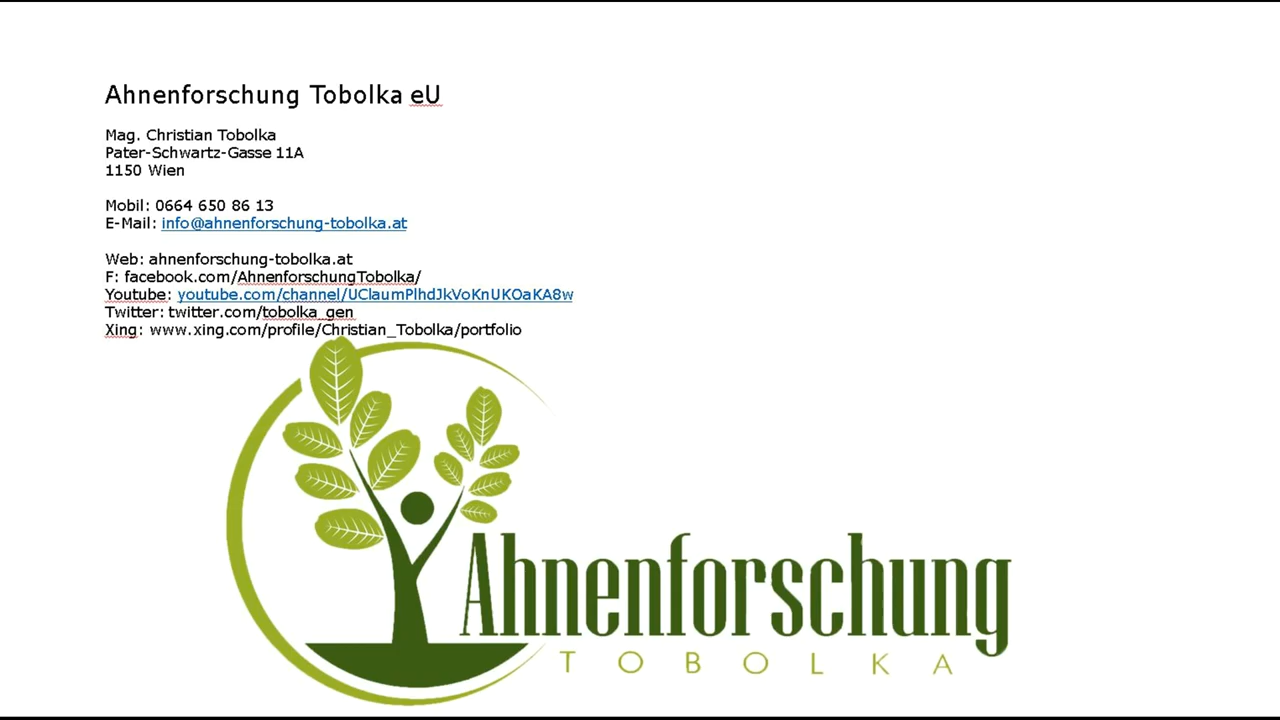 Ahnenforschung Tobolka eU
Mag. Christian Tobolka
Pater-Schwartz-Gasse 11A
1150 Wien
Mobil: 0664 650 86 13
E-Mail: info@ahnenforschung-tobolka.at
Web: ahnenforschung-tobolka.at
F: facebook.com/AhnenforschungTobolka/
Youtube: youtube.com/channel/UClaumPlhdJkVoKnUKOaKA8w
Twitter: twitter.com/tobolka_gen
Xing: www.xing.com/profile/Christian_Tobolka/portfolio
Ahnenforschung
TOBOLKA